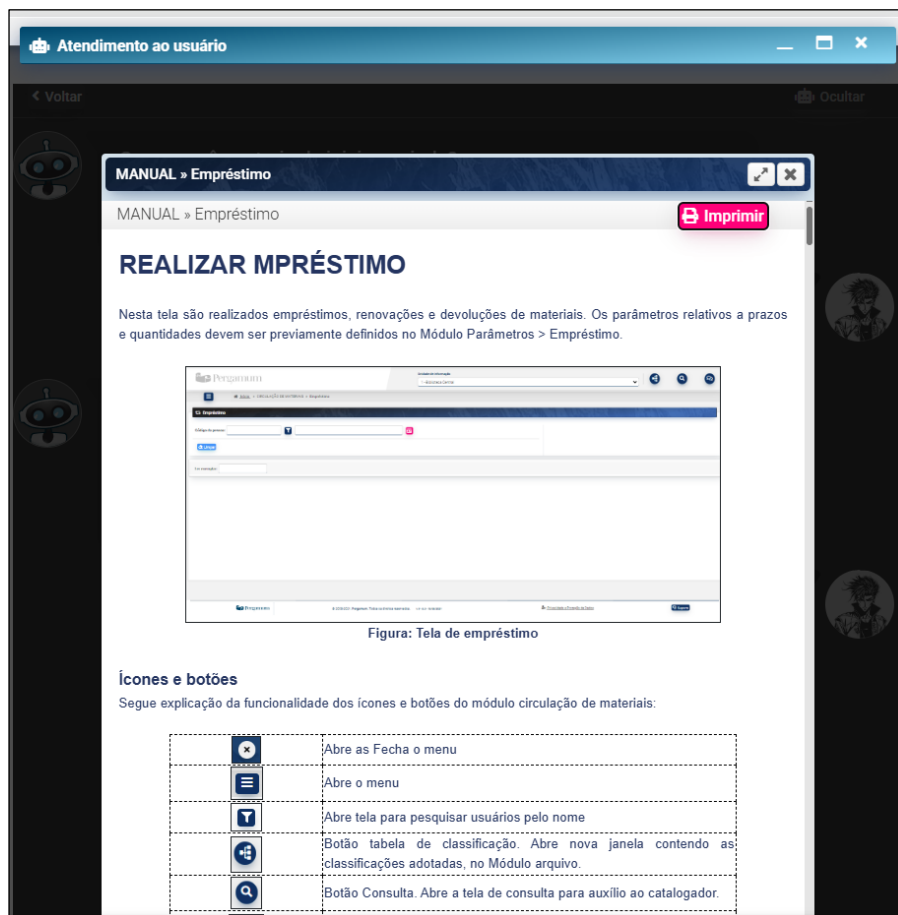 Atendimento ao usuário
Voltar
Ocultar
MANUAL » Empréstimo
MANUAL » Empréstimo
Imprimir
REALIZAR MPRÉSTIMO
Nesta tela são realizados empréstimos, renovações e devoluções de materiais. Os parâmetros relativos a prazos
e quantidades devem ser previamente definidos no Módulo Parâmetros > Empréstimo.
Pergamum
Empréstimo
Pergamum
Figura: Tela de empréstimo
Ícones e botões
Segue explicação da funcionalidade dos ícones e botões do módulo circulação de materiais:
Abre as Fecha o menu
Abre o menu
Abre tela para pesquisar usuários pelo nome
Botão tabela de classificação. Abre nova janela contendo as
classificações adotadas, no Módulo arquivo.
Botão Consulta. Abre a tela de consulta para auxílio ao catalogador.